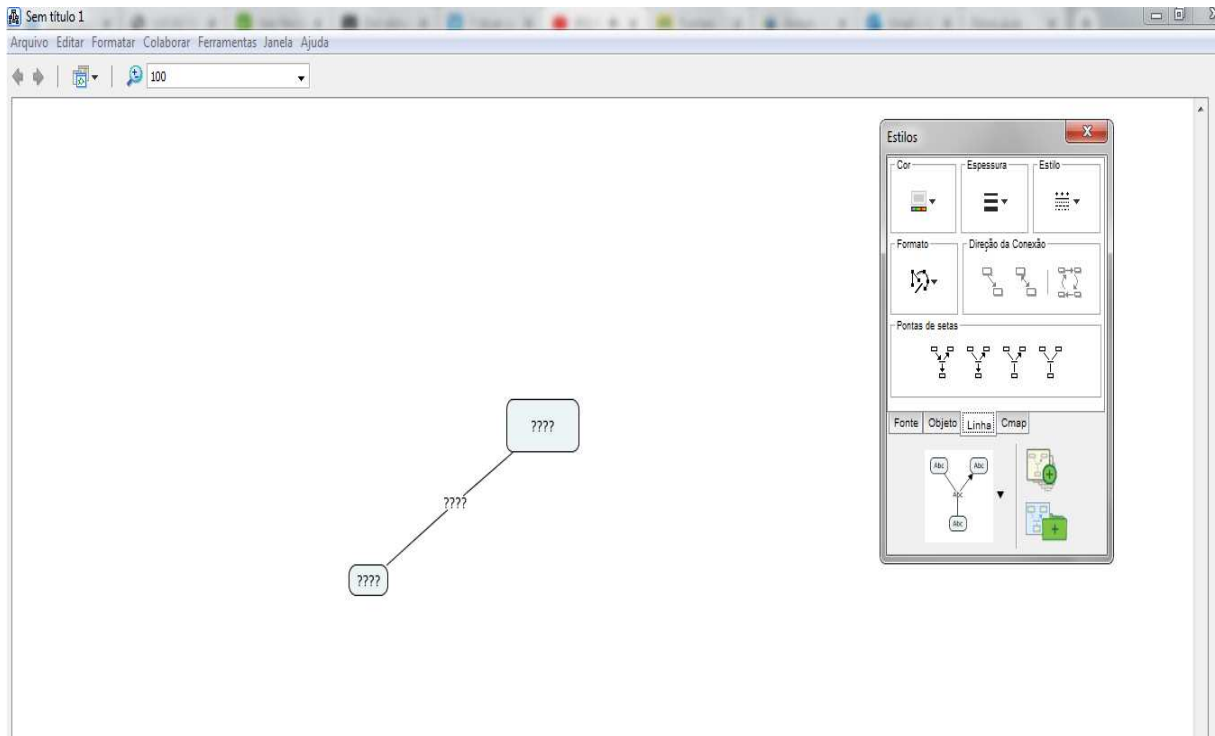 Sem título 1
Arquivo Editar Formatar Colaborar Ferramentas Janela Ajuda
100
Estilos
Cor Espessura Estilo
Formato Direção da Conexão
Pontas de setas
????
Fonte Objeto Linha Cmap
Abc Abc
????
Abc
Abc
????